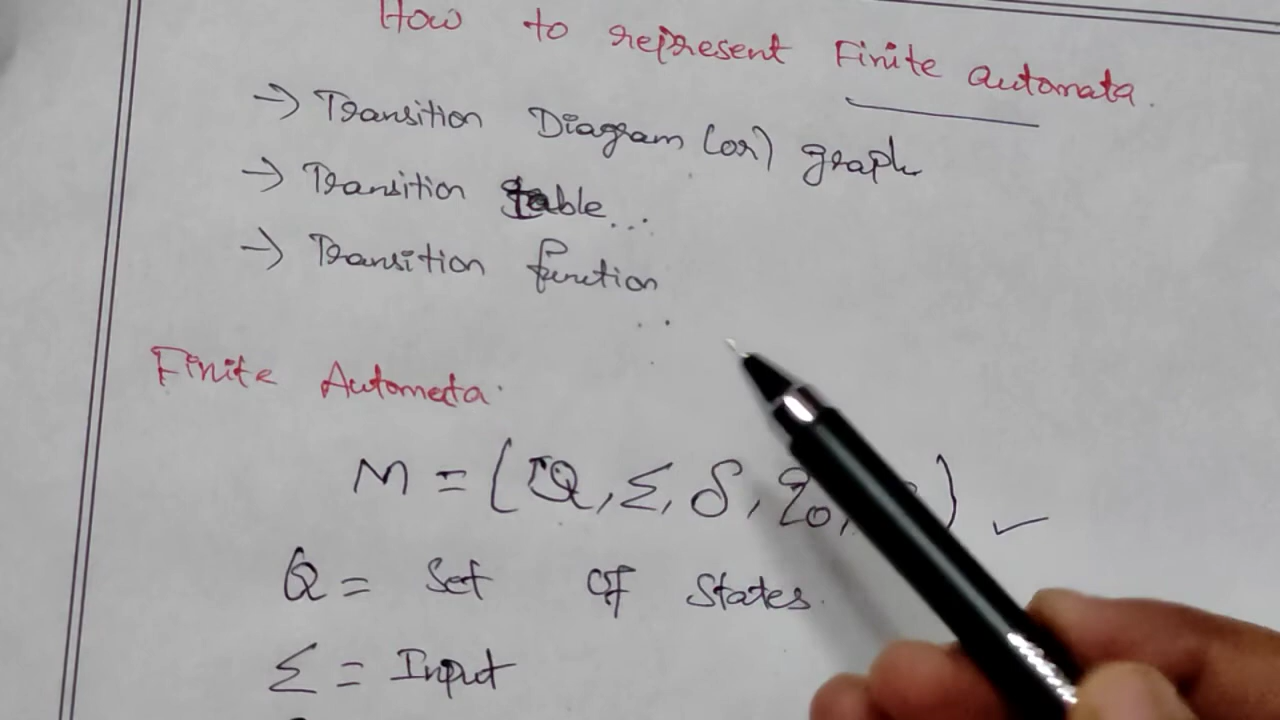 How to represent Finite automata.
→ Transition Diagram (or) graph
→ Transition table...
→ Transition function
Finite Automata.
M = (Q, Σ, δ, q0, )
Q = Set of States.
Σ = Input